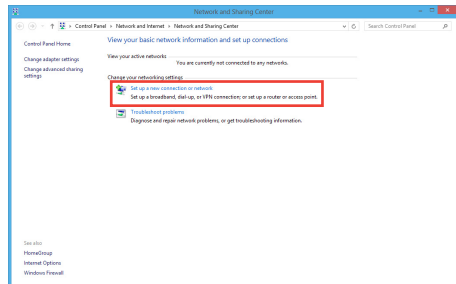 Network and Sharing Center
Control Panel › Network and Internet › Network and Sharing Center
Search Control Panel
Control Panel Home
Change adapter settings
Change advanced sharing
settings
View your basic network information and set up connections
View your active networks
You are currently not connected to any networks.
Change your networking settings
Set up a new connection or network
Set up a broadband, dial-up, or VPN connection; or set up a router or access point.
Troubleshoot problems
Diagnose and repair network problems, or get troubleshooting information.
See also
HomeGroup
Internet Options
Windows Firewall